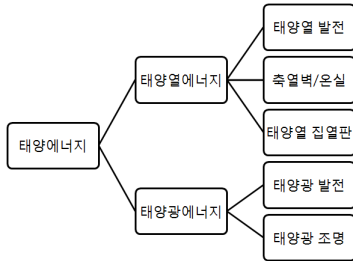 태양에너지
태양열에너지
태양열 발전
축열벽/온실
태양열 집열판
태양광에너지
태양광 발전
태양광 조명